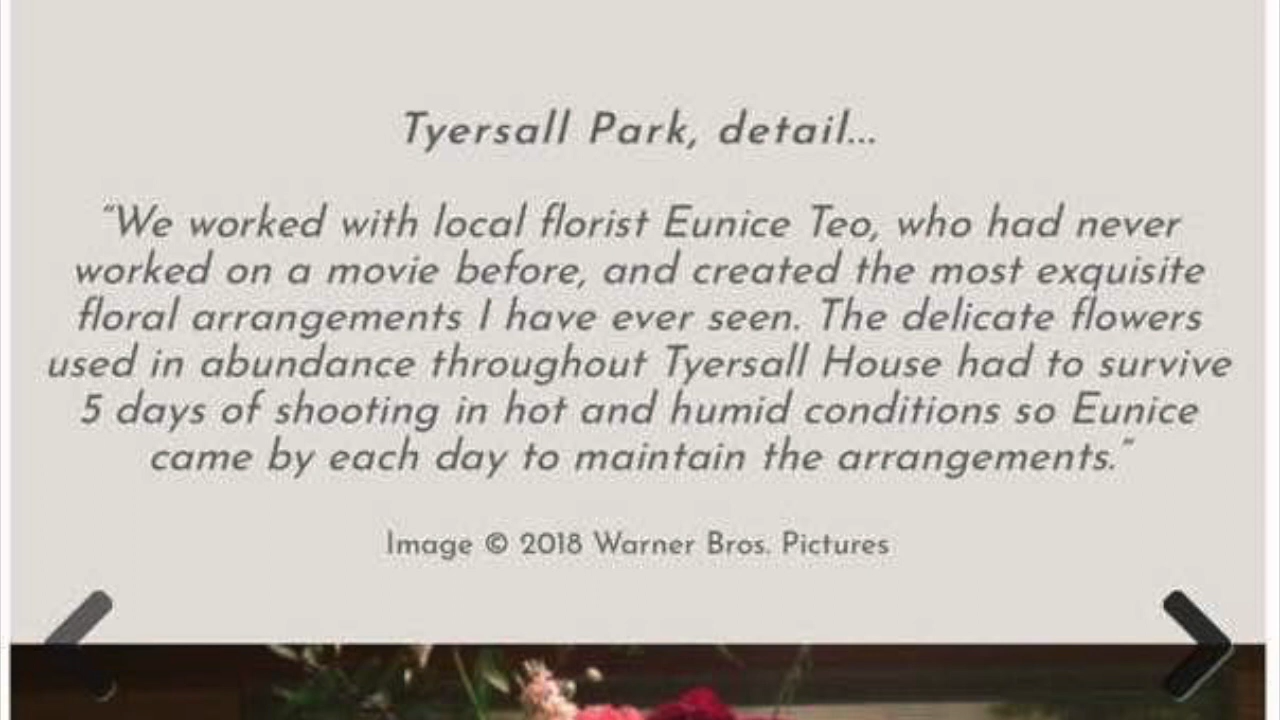 Tyersall Park, detail...
“We worked with local florist Eunice Teo, who had never
worked on a movie before, and created the most exquisite
floral arrangements I have ever seen. The delicate flowers
used in abundance throughout Tyersall House had to survive
5 days of shooting in hot and humid conditions so Eunice
came by each day to maintain the arrangements.”
Image © 2018 Warner Bros. Pictures